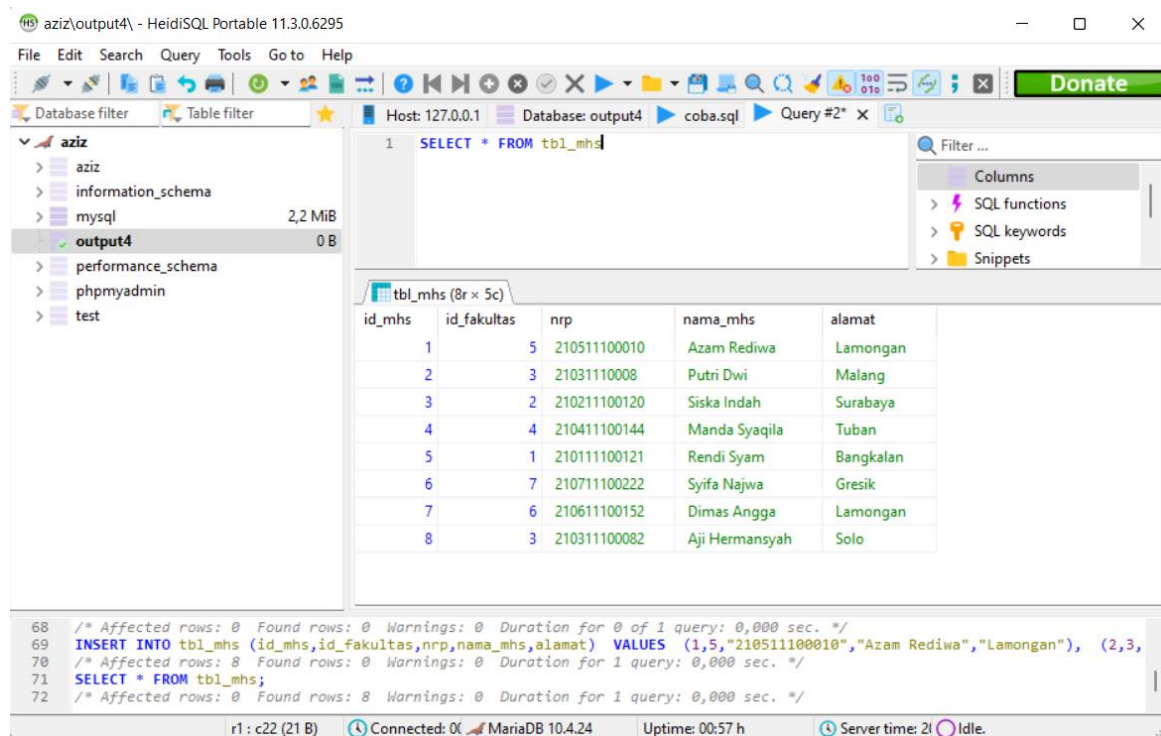 aziz\output4\ - HeidiSQL Portable 11.3.0.6295
File Edit Search Query Tools Go to Help
Donate
Database filter Table filter
Host: 127.0.0.1 Database: output4 coba.sql Query #2*
aziz
aziz
information_schema
mysql 2,2 MiB
output4 0 B
performance_schema
phpmyadmin
test
1 SELECT * FROM tbl_mhs
Filter ...
Columns
SQL functions
SQL keywords
Snippets
tbl_mhs (8r × 5c)
id_mhs id_fakultas nrp nama_mhs alamat
1 5 210511100010 Azam Rediwa Lamongan
2 3 21031110008 Putri Dwi Malang
3 2 210211100120 Siska Indah Surabaya
4 4 210411100144 Manda Syaqila Tuban
5 1 210111100121 Rendi Syam Bangkalan
6 7 210711100222 Syifa Najwa Gresik
7 6 210611100152 Dimas Angga Lamongan
8 3 210311100082 Aji Hermansyah Solo
68 /* Affected rows: 0 Found rows: 0 Warnings: 0 Duration for 0 of 1 query: 0,000 sec. */
69 INSERT INTO tbl_mhs (id_mhs,id_fakultas,nrp,nama_mhs,alamat) VALUES (1,5,"210511100010","Azam Rediwa","Lamongan"), (2,3,
70 /* Affected rows: 8 Found rows: 0 Warnings: 0 Duration for 1 query: 0,000 sec. */
71 SELECT * FROM tbl_mhs;
72 /* Affected rows: 0 Found rows: 8 Warnings: 0 Duration for 1 query: 0,000 sec. */
r1 : c22 (21 B) Connected: MariaDB 10.4.24 Uptime: 00:57 h Server time: Idle.